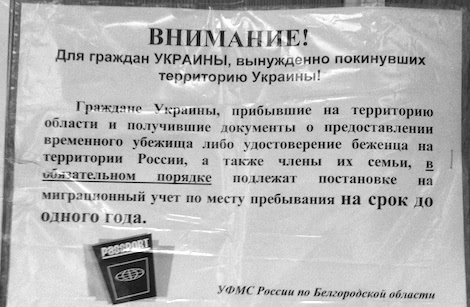 ВНИМАНИЕ!
Для граждан УКРАИНЫ, вынужденно покинувших
территорию Украины!
Граждане Украины, прибывшие на территорию
области и получившие документы о предоставлении
временного убежища либо удостоверение беженца на
территории России, а также члены их семьи, в
обязательном порядке подлежат постановке на
миграционный учет по месту пребывания на срок до
одного года.
PASSPORT
УФМС России по Белгородской области